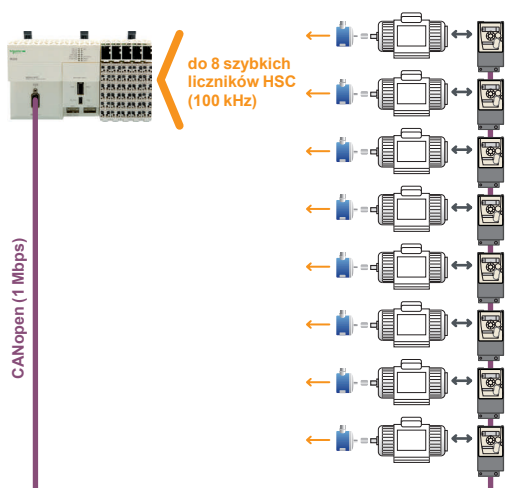 do 8 szybkich
liczników HSC
(100 kHz)
CANopen (1 Mbps)